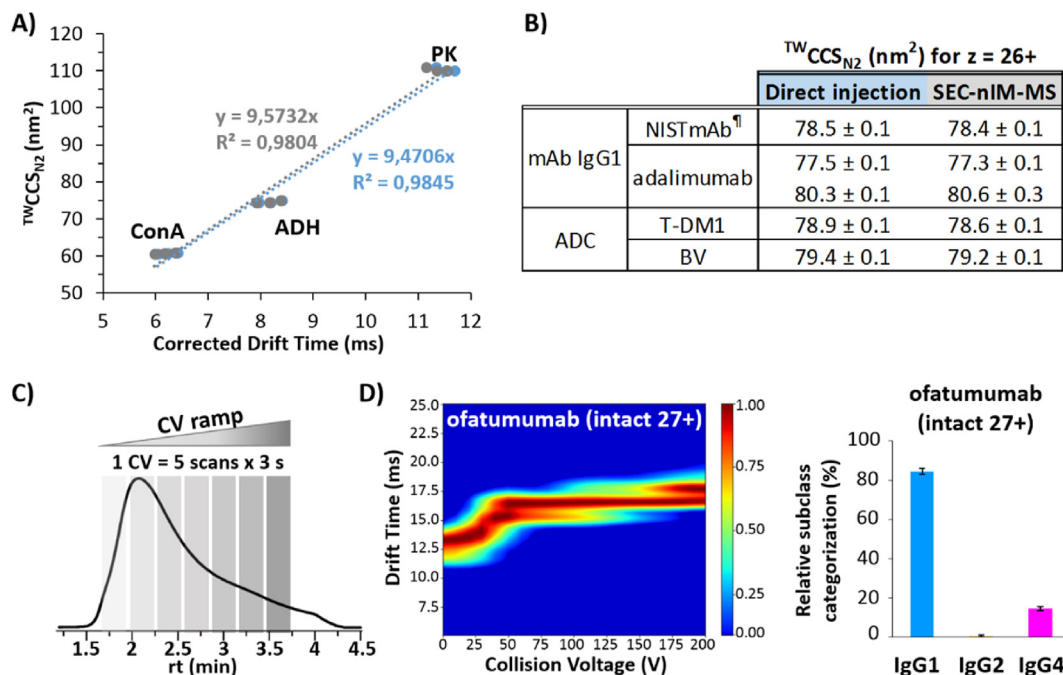 A)
TWCCSN2 (nm²)
120
110
100
90
80
70
60
50
PK
y = 9,5732x
R² = 0,9804
y = 9,4706x
R² = 0,9845
ConA
ADH
5 6 7 8 9 10 11 12
Corrected Drift Time (ms)
B)
TWCCSN2 (nm²) for z = 26+
Direct injection SEC-nIM-MS
mAb IgG1
NISTmAb¶ 78.5 ± 0.1 78.4 ± 0.1
adalimumab 77.5 ± 0.1 77.3 ± 0.1
80.3 ± 0.1 80.6 ± 0.3
ADC
T-DM1 78.9 ± 0.1 78.6 ± 0.1
BV 79.4 ± 0.1 79.2 ± 0.1
C)
CV ramp
1 CV = 5 scans x 3 s
1.5 2 2.5 3 3.5 4 4.5
rt (min)
D)
ofatumumab (intact 27+)
Drift Time (ms)
25.0
22.5
20.0
17.5
15.0
12.5
10.0
7.5
0 25 50 75 100 125 150 175 200
Collision Voltage (V)
1.00
0.75
0.50
0.25
0.00
ofatumumab
(intact 27+)
Relative subclass
categorization (%)
100
80
60
40
20
0
IgG1 IgG2 IgG4